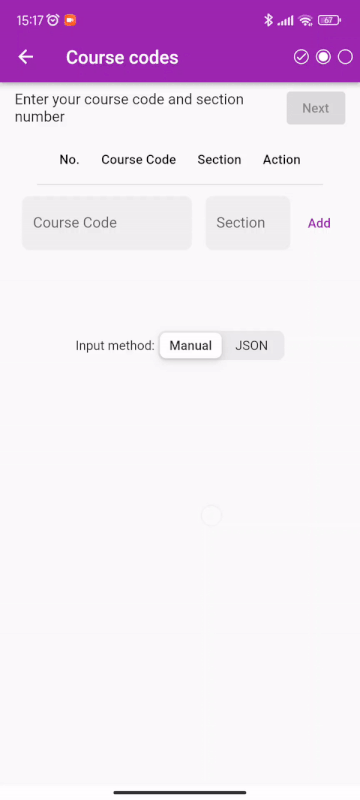 15:17 67
Course codes
Enter your course code and section
number
Next
No. Course Code Section Action
Course Code Section Add
Input method: Manual JSON